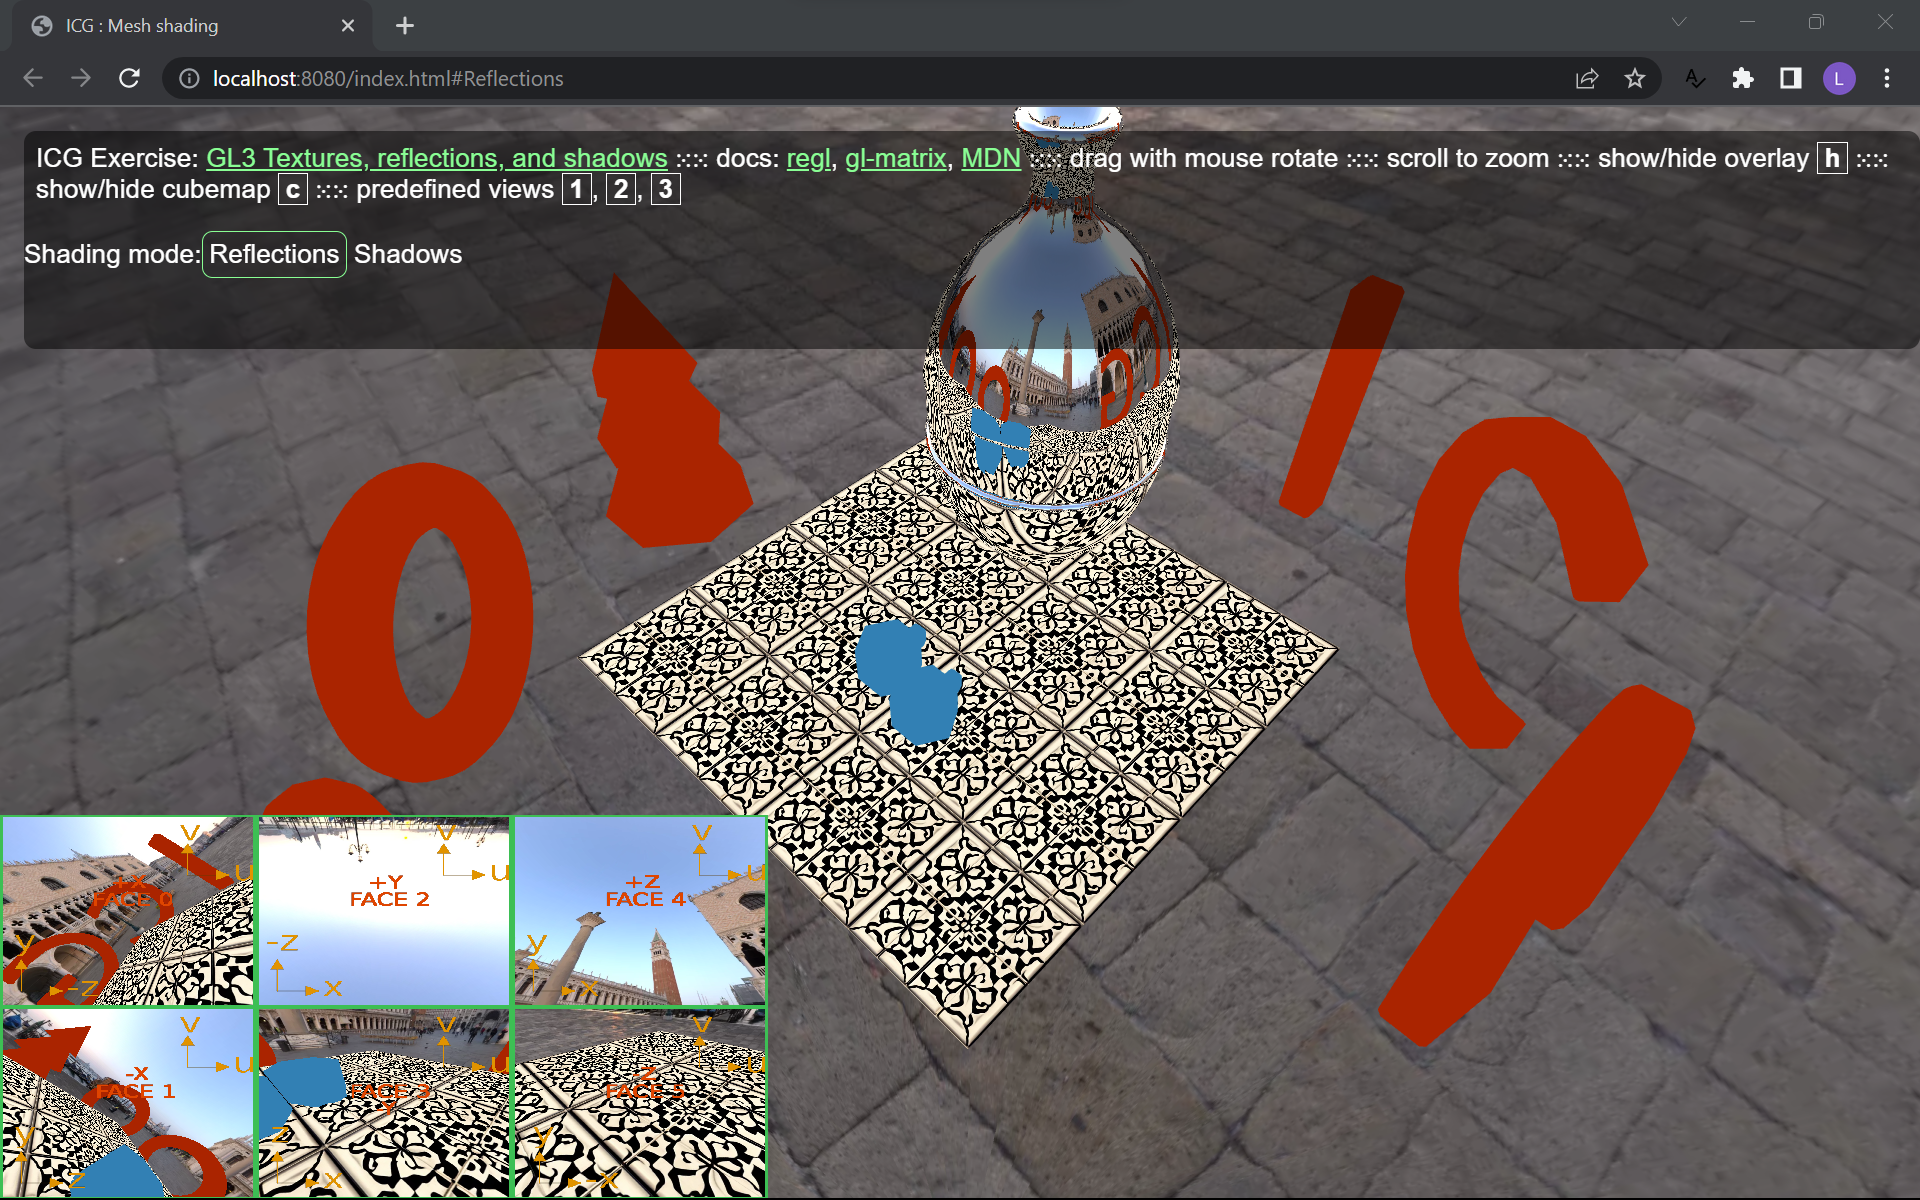 ICG : Mesh shading
localhost:8080/index.html#Reflections
L
ICG Exercise: GL3 Textures, reflections, and shadows :::: docs: regl, gl-matrix, MDN :::: drag with mouse rotate :::: scroll to zoom :::: show/hide overlay h ::::
show/hide cubemap c :::: predefined views 1, 2, 3
Shading mode: Reflections Shadows
v
u
+X
FACE 0
y
-z
v
u
+Y
FACE 2
-z
x
v
u
+Z
FACE 4
y
x
v
u
-X
FACE 1
y
z
v
u
FACE 3
z
x
v
u
-Z
FACE 5
y
-x